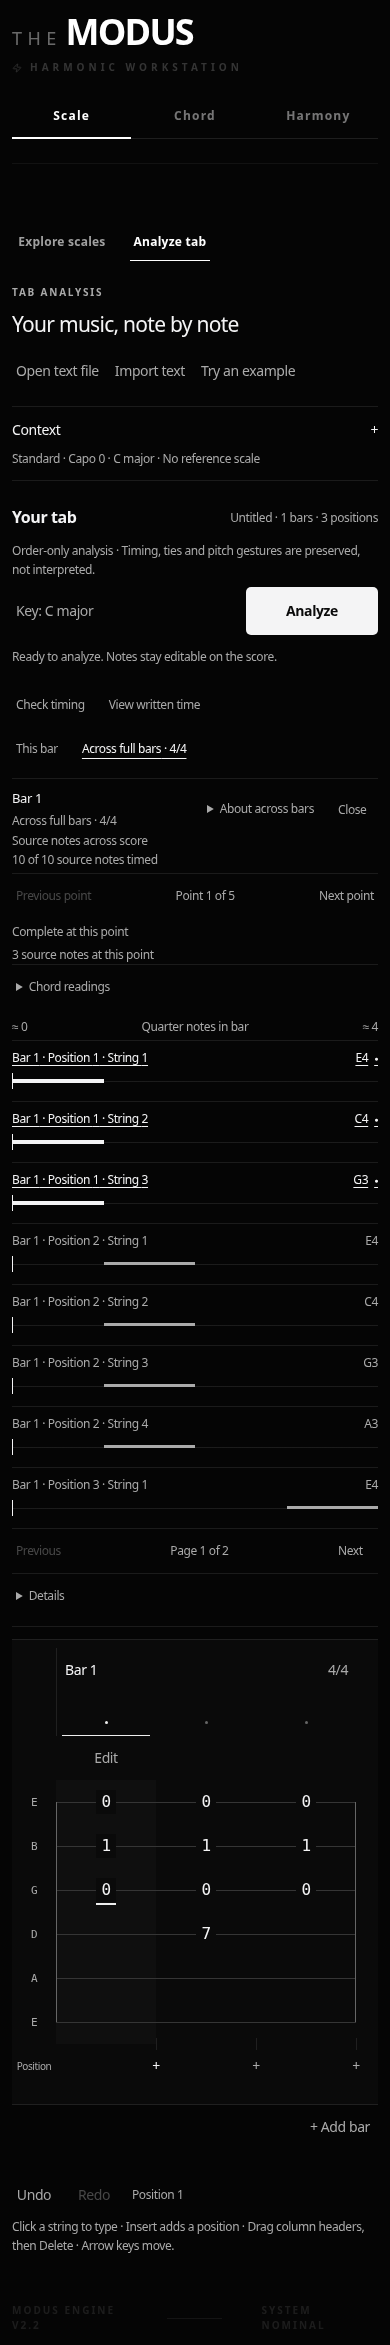 THE MODUS
HARMONIC WORKSTATION
Scale Chord Harmony
Explore scales Analyze tab
TAB ANALYSIS
Your music, note by note
Open text file Import text Try an example
Context +
Standard · Capo 0 · C major · No reference scale
Your tab Untitled · 1 bars · 3 positions
Order-only analysis · Timing, ties and pitch gestures are preserved,
not interpreted.
Key: C major Analyze
Ready to analyze. Notes stay editable on the score.
Check timing View written time
This bar Across full bars · 4/4
Bar 1
Across full bars · 4/4
▶ About across bars Close
Source notes across score
10 of 10 source notes timed
Previous point Point 1 of 5 Next point
Complete at this point
3 source notes at this point
▶ Chord readings
≈ 0 Quarter notes in bar ≈ 4
Bar 1 · Position 1 · String 1 E4 •
Bar 1 · Position 1 · String 2 C4 •
Bar 1 · Position 1 · String 3 G3 •
Bar 1 · Position 2 · String 1 E4
Bar 1 · Position 2 · String 2 C4
Bar 1 · Position 2 · String 3 G3
Bar 1 · Position 2 · String 4 A3
Bar 1 · Position 3 · String 1 E4
Previous Page 1 of 2 Next
▶ Details
Bar 1 4/4
• • •
Edit
E 0 0 0
B 1 1 1
G 0 0 0
D 7
A
E
Position + + +
+ Add bar
Undo Redo Position 1
Click a string to type · Insert adds a position · Drag column headers,
then Delete · Arrow keys move.
MODUS ENGINE
V2.2
SYSTEM
NOMINAL